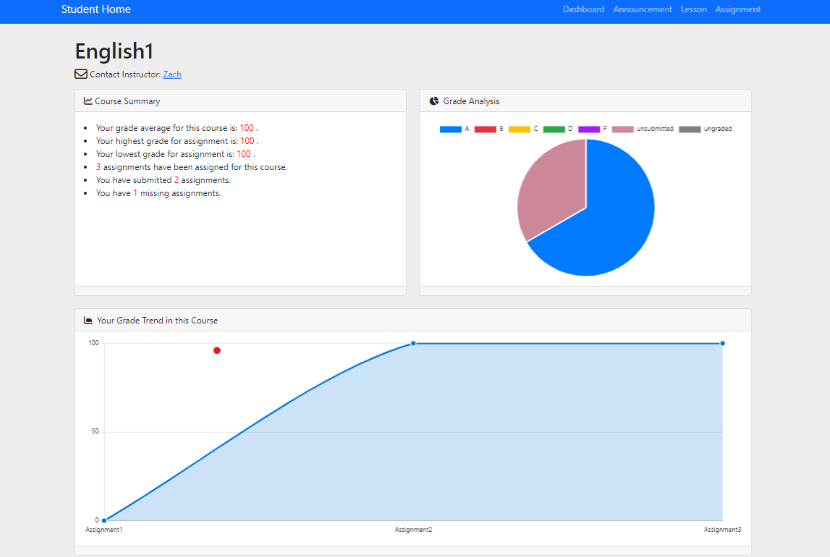 Student Home
Dashboard Announcement Lesson Assignment
English1
Contact Instructor: Zach
Course Summary
Your grade average for this course is: 100 .
Your highest grade for assignment is: 100 .
Your lowest grade for assignment is: 100 .
3 assignments have been assigned for this course.
You have submitted 2 assignments.
You have 1 missing assignments.
Grade Analysis
A B C D F unsubmitted ungraded
Your Grade Trend in this Course
100
50
0
Assignment1 Assignment2 Assignment3